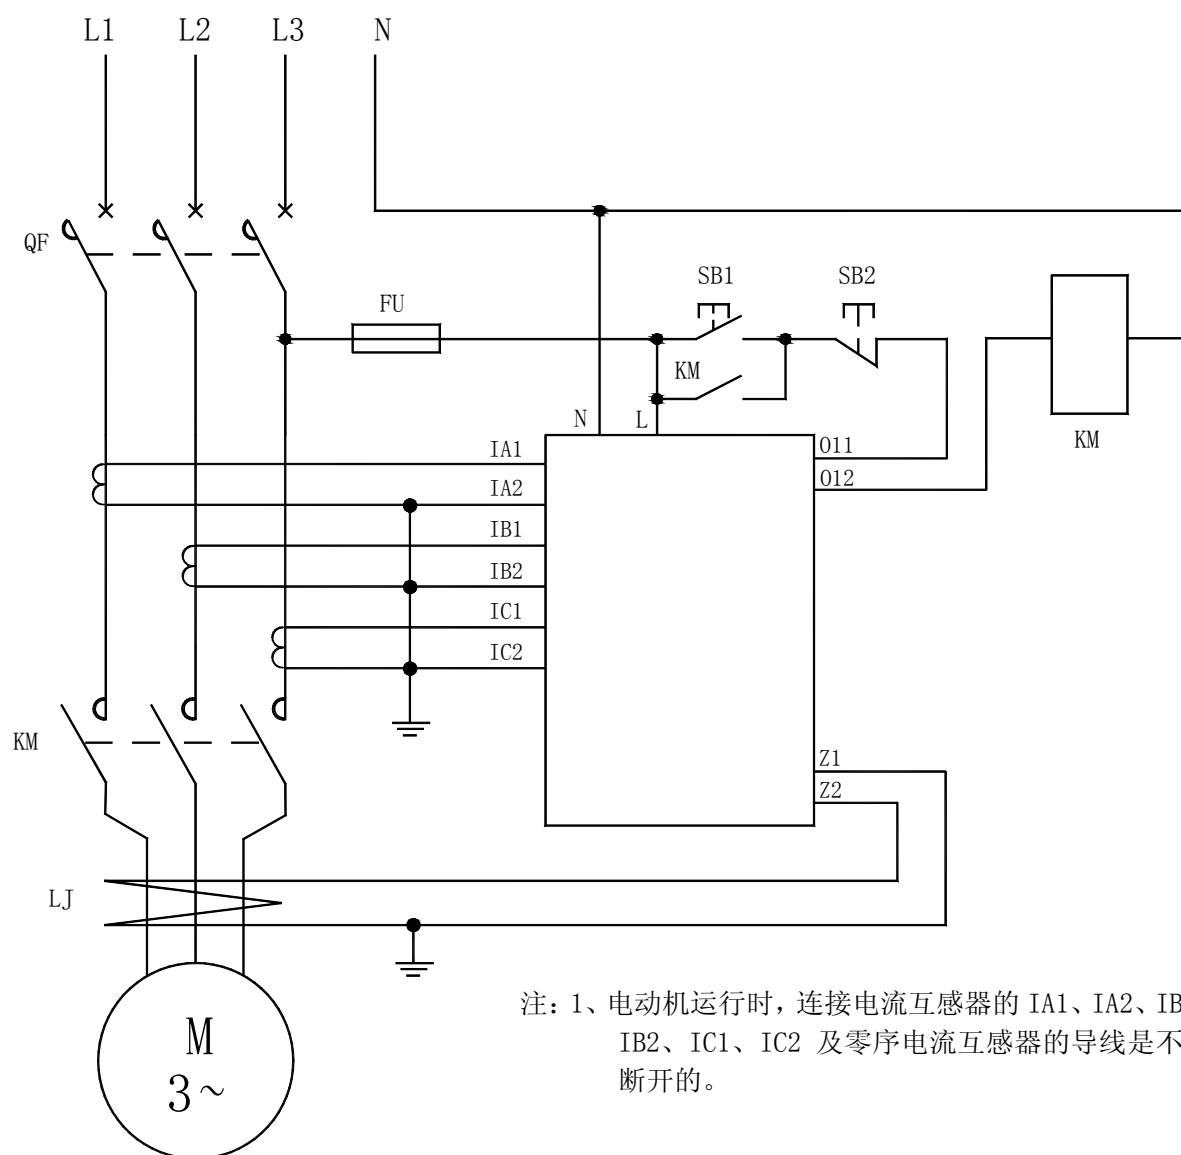 L1 L2 L3 N
QF
SB1 SB2
FU
KM
KM
N L
IA1
IA2
IB1
IB2
IC1
IC2
O11
O12
KM
Z1
Z2
LJ
M
3~
注：1、电动机运行时，连接电流互感器的 IA1、IA2、IB
IB2、IC1、IC2 及零序电流互感器的导线是不
断开的。